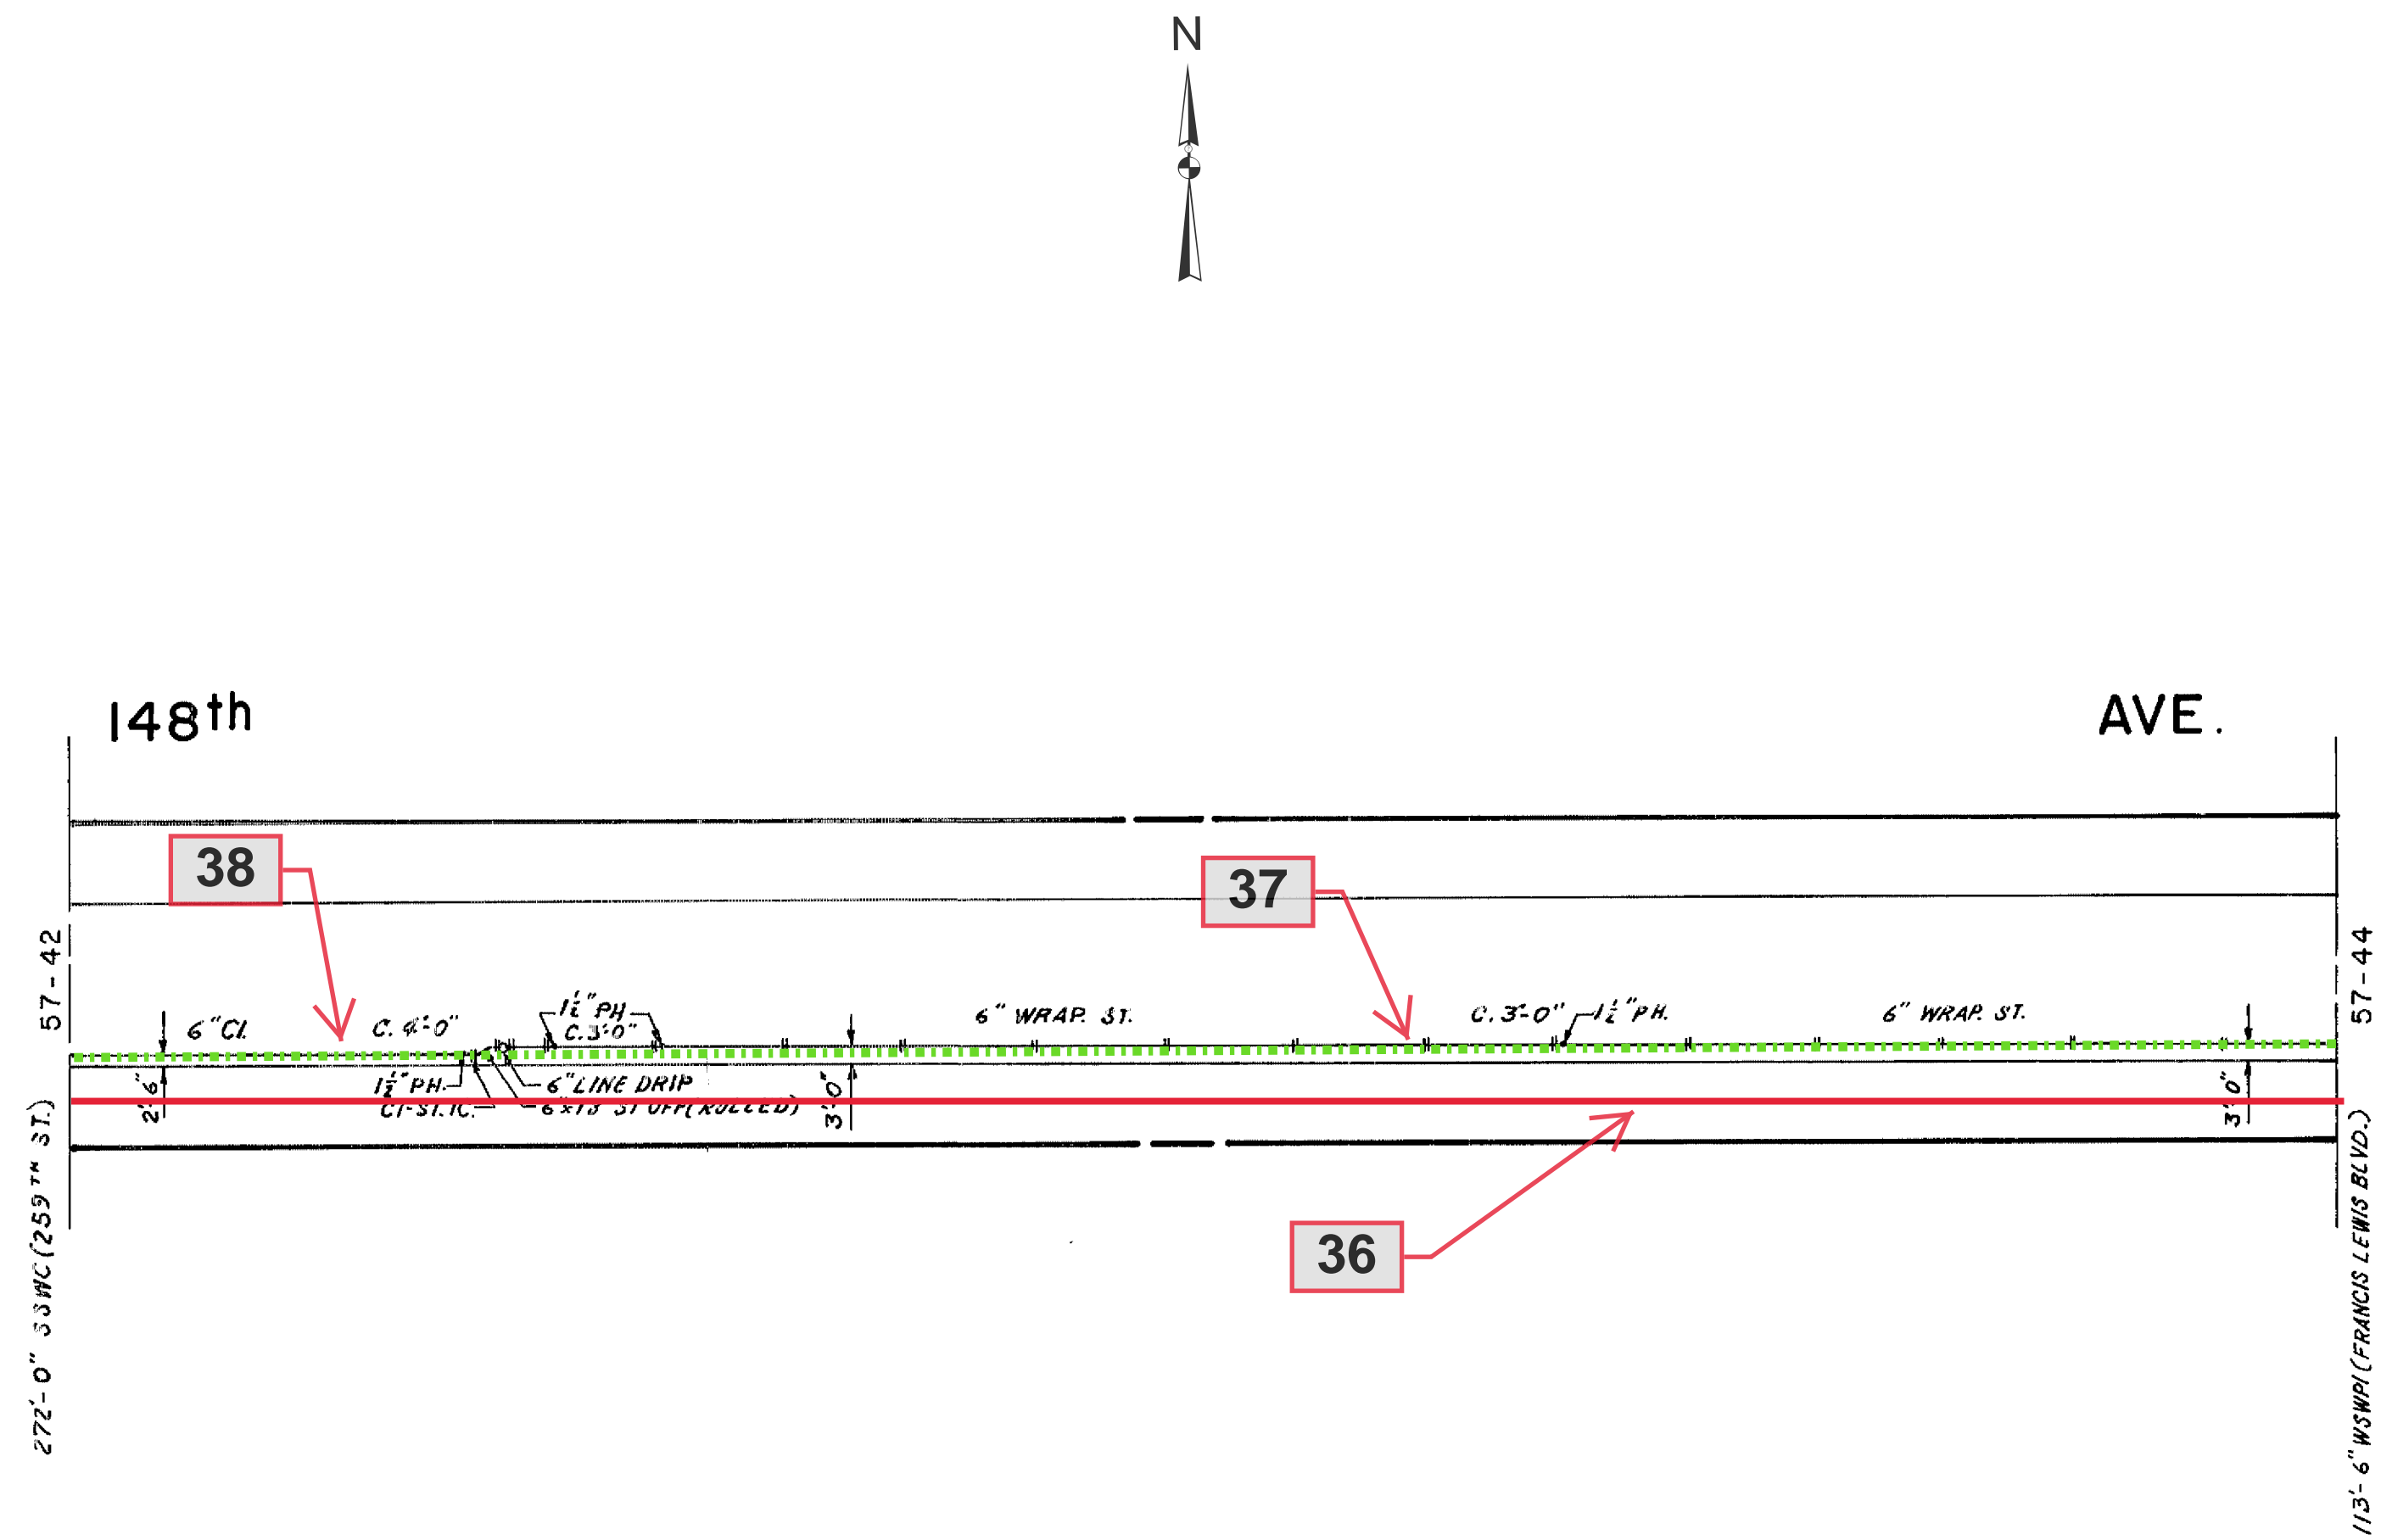 N
148th
AVE.
38
37
57-42
57-44
6"CI.
C. 4'-0"
1½"PH
C.3'0"
6" WRAP. ST.
C. 3'-0"
1½"PH.
6" WRAP. ST.
2'-6"
1½"PH.
6"LINE DRIP
CI-ST.TC.
3'-0"
3'-0"
36
272'-0" SSWC (259TH ST.)
113'-6" WSWPI (FRANCIS LEWIS BLVD.)